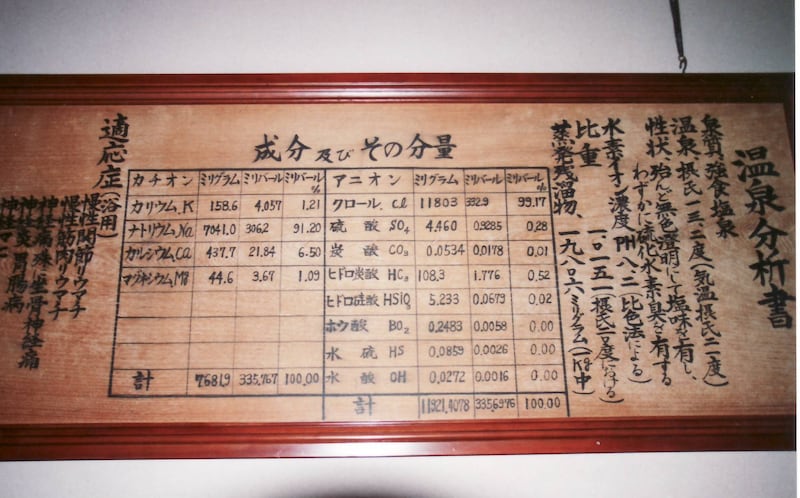 温泉分析書
泉質、強食塩泉
温泉、摂氏一三、二度(気温摂氏二一度)
性状、殆んど無色澄明にて塩味を有し、
わずかに硫化水素臭を有する
水素イオン濃度 PH 八、二(比色法による)
比重 一、〇一五一(摂氏二〇度における)
蒸発残溜物、一九八〇六ミリグラム(1Kg中)
成分及びその分量
カチオン ミリグラム ミリバール ミリバール% アニオン ミリグラム ミリバール ミリバール%
カリウム.K 158.6 4.057 1.21 クロール.Cl 11803 332.9 99.17
ナトリウム.Na 7041.0 306.2 91.20 硫酸 SO4 4.460 0.9285 0.28
カルシウム.Ca 437.7 21.84 6.50 炭酸 CO3 0.0534 0.0178 0.01
マグネシウム.Mg 44.6 3.67 1.09 ヒドロ炭酸 HC3 108.3 1.776 0.52
ヒドロ硅酸 HSiO3 5.233 0.0679 0.02
ホウ酸 BO2 0.2483 0.0058 0.00
水硫 HS 0.0859 0.0026 0.00
計 7681.9 335.767 100.00 水酸 OH 0.0272 0.0016 0.00
計 11921.4078 335.6976 100.00
適応症(浴用)
慢性関節リウマチ
慢性筋肉リウマチ
神経痛殊に坐骨神経痛
神経炎 胃腸病
神経マヒ